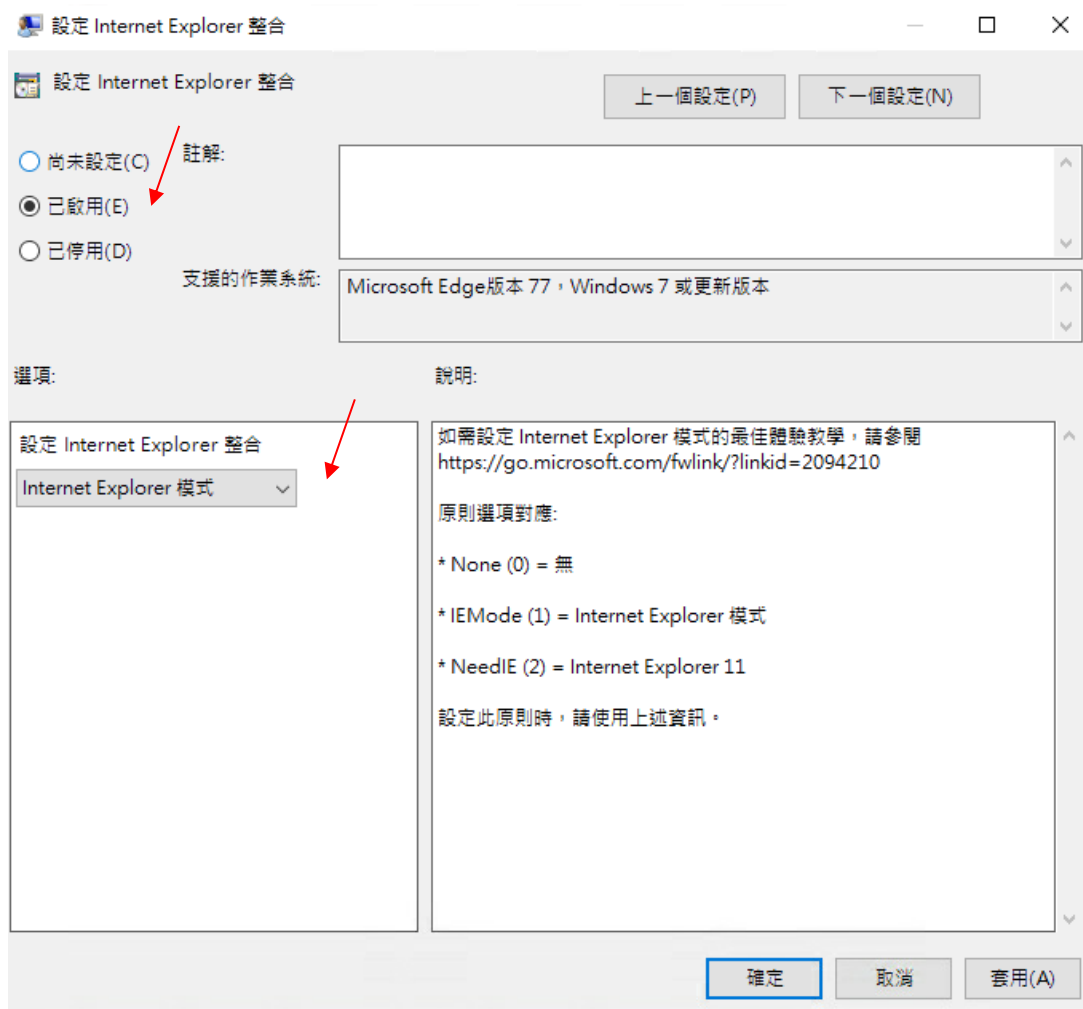 設定 Internet Explorer 整合
設定 Internet Explorer 整合
上一個設定(P)
下一個設定(N)
尚未設定(C)
已啟用(E)
已停用(D)
註解:
支援的作業系統:
Microsoft Edge版本 77，Windows 7 或更新版本
選項:
說明:
設定 Internet Explorer 整合
Internet Explorer 模式
如需設定 Internet Explorer 模式的最佳體驗教學，請參閱
https://go.microsoft.com/fwlink/?linkid=2094210
原則選項對應:
* None (0) = 無
* IEMode (1) = Internet Explorer 模式
* NeedIE (2) = Internet Explorer 11
設定此原則時，請使用上述資訊。
確定
取消
套用(A)